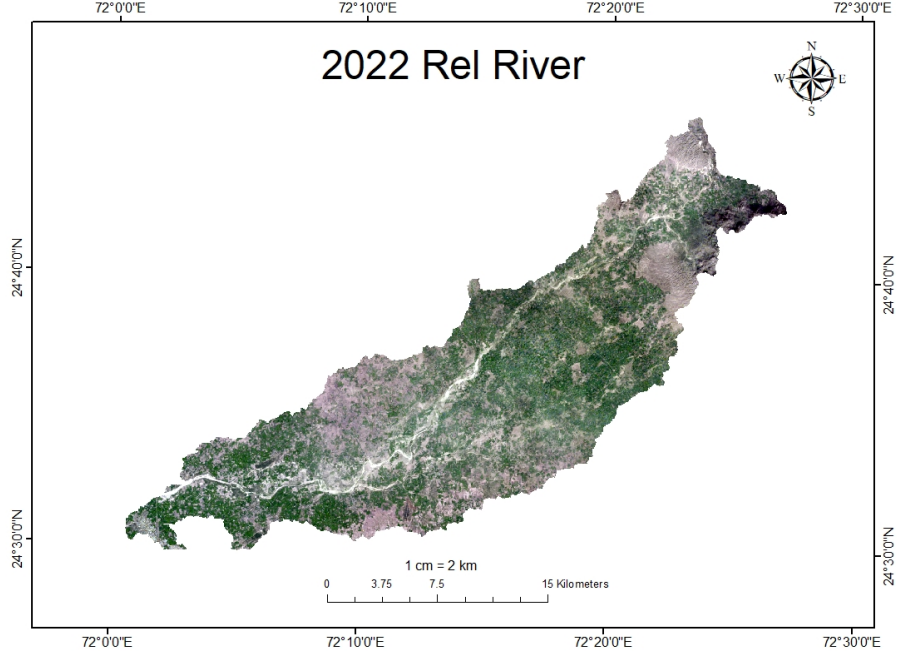 72°0'0"E 72°10'0"E 72°20'0"E 72°30'0"E
2022 Rel River
N
W E
S
24°40'0"N 24°40'0"N
24°30'0"N 24°30'0"N
1 cm = 2 km
0 3.75 7.5 15 Kilometers
72°0'0"E 72°10'0"E 72°20'0"E 72°30'0"E